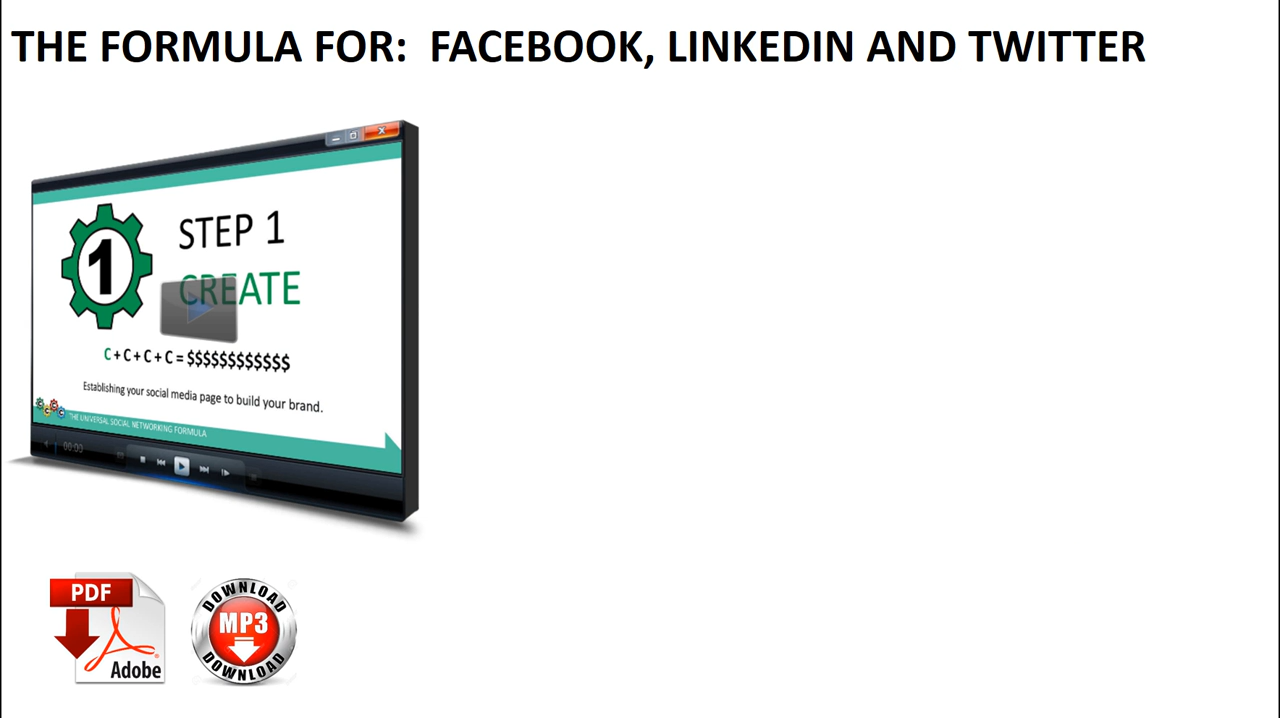 THE FORMULA FOR:  FACEBOOK, LINKEDIN AND TWITTER
1
STEP 1
CREATE
C + C + C + C = $$$$$$$$$$$$
Establishing your social media page to build your brand.
THE UNIVERSAL SOCIAL NETWORKING FORMULA
00:00
PDF
Adobe
DOWNLOAD
MP3
DOWNLOAD